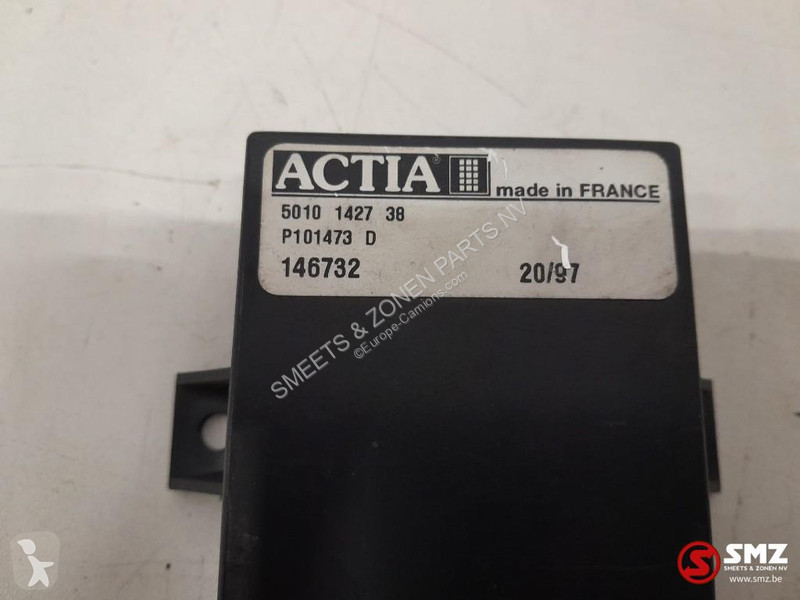 ACTIA ®
made in FRANCE
5010 1427 38
P101473 D
146732
20/97
SMEETS & ZONEN PARTS NV
©Europe-Camions.com
SMZ
SMEETS & ZONEN NV
www.smz.be